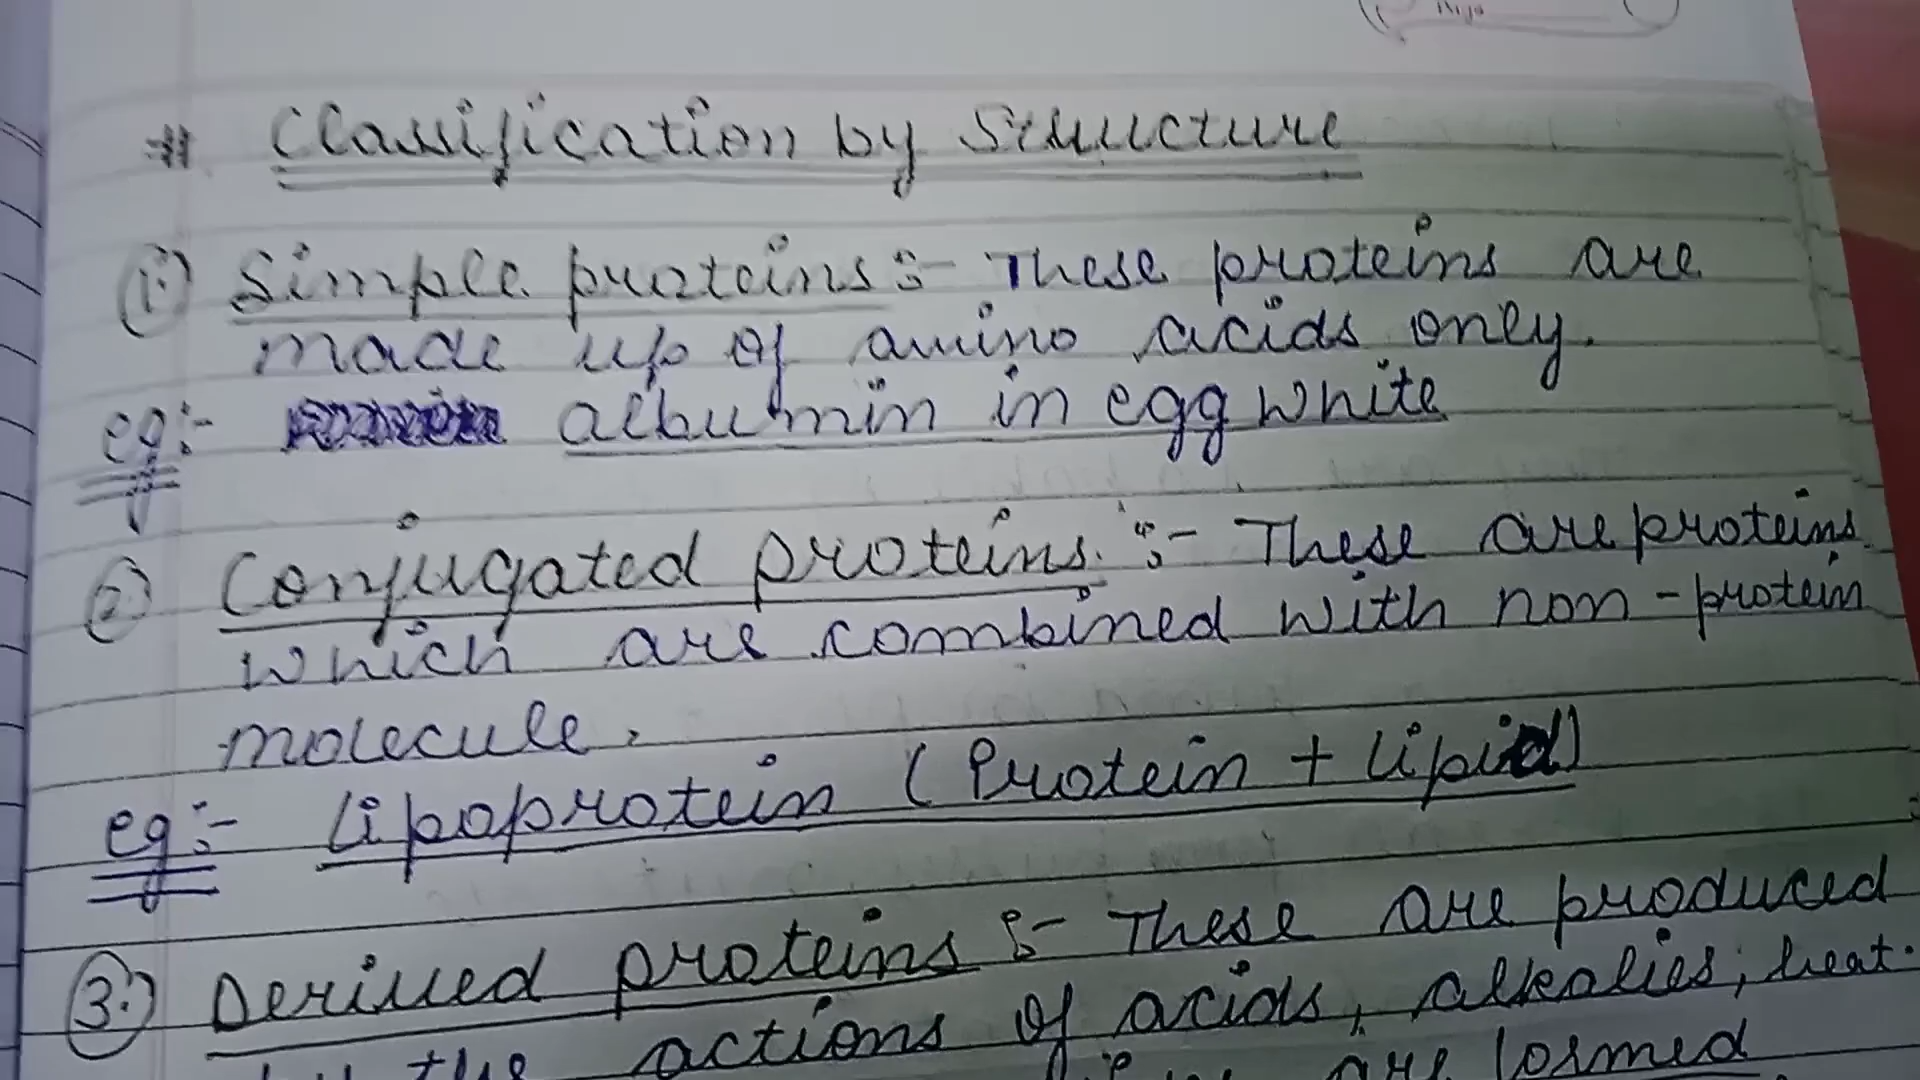 # Classification by Structure
1) Simple proteins :- These proteins are
made up of amino acids only.
eg:- albumin in egg white
2) Conjugated proteins :- These are proteins
which are combined with non-protein
molecule.
eg:- Lipoprotein (Protein + Lipid)
3.) Derived proteins :- These are produced
by the actions of acids, alkalies, heat.
are formed